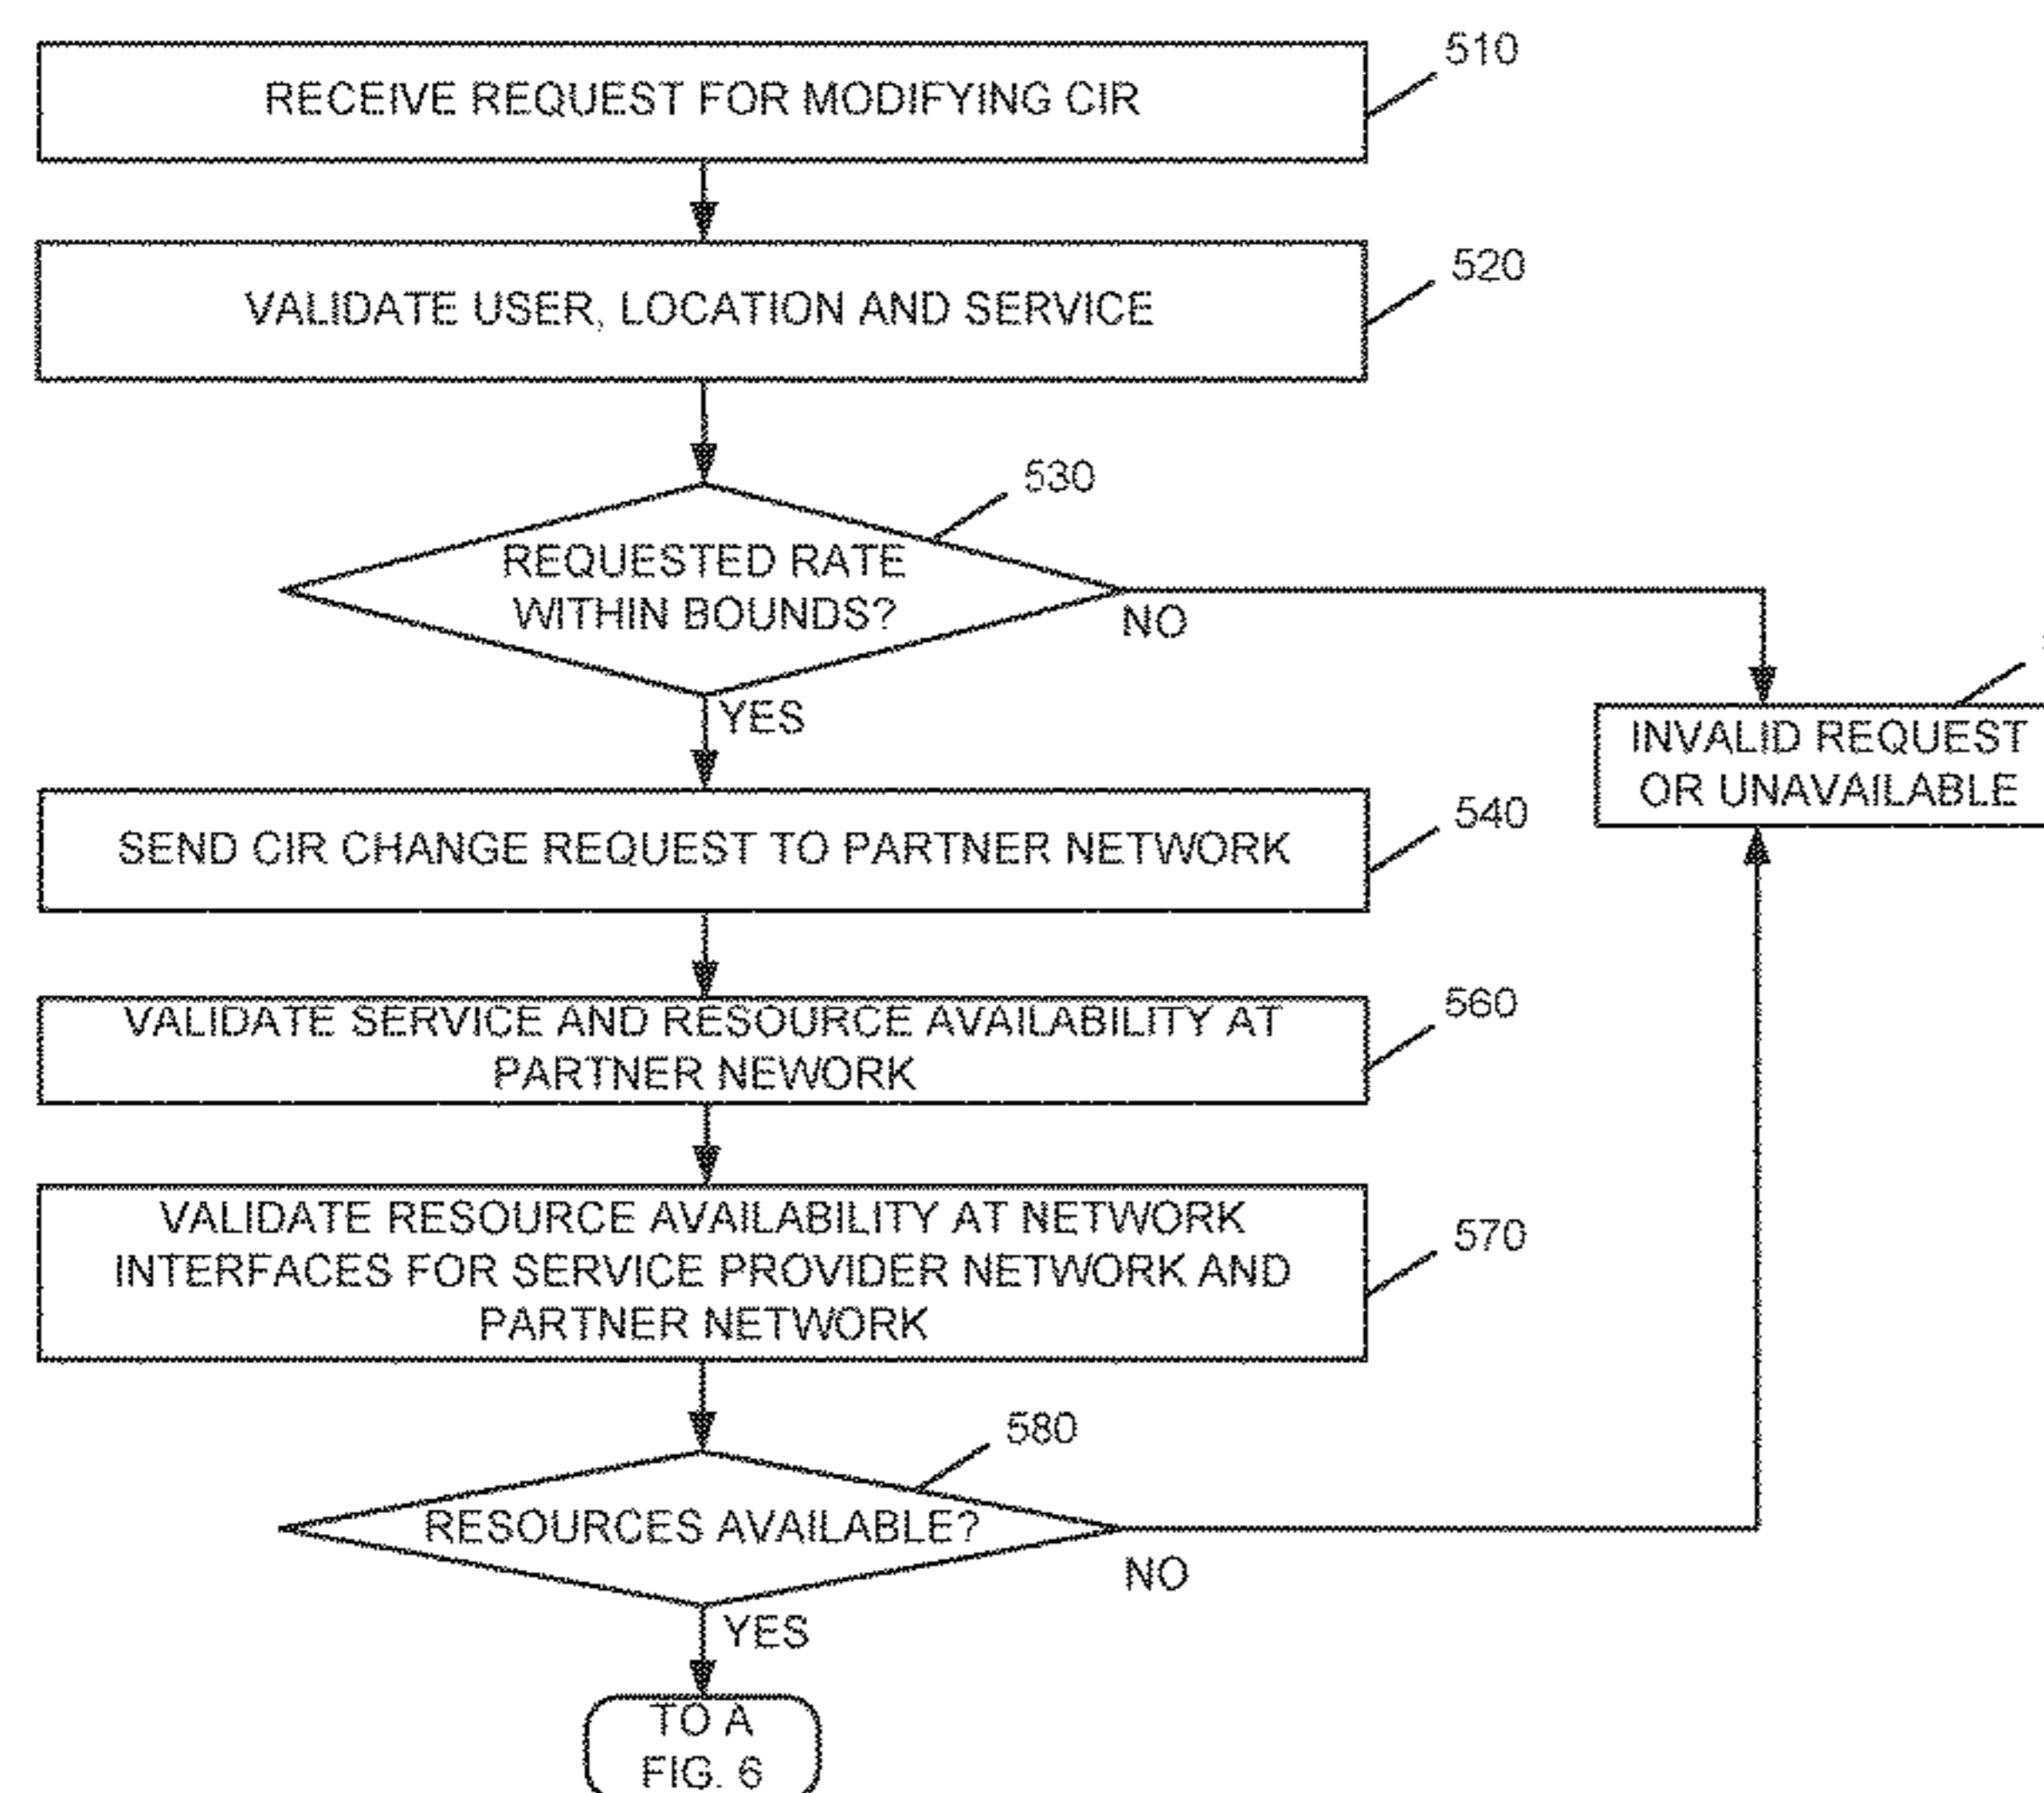 510
RECEIVE REQUEST FOR MODIFYING CIR
520
VALIDATE USER, LOCATION AND SERVICE
530
REQUESTED RATE
WITHIN BOUNDS?
NO
YES
INVALID REQUEST
OR UNAVAILABLE
540
SEND CIR CHANGE REQUEST TO PARTNER NETWORK
560
VALIDATE SERVICE AND RESOURCE AVAILABILITY AT
PARTNER NEWORK
570
VALIDATE RESOURCE AVAILABILITY AT NETWORK
INTERFACES FOR SERVICE PROVIDER NETWORK AND
PARTNER NETWORK
580
RESOURCES AVAILABLE?
NO
YES
TO A
FIG. 6